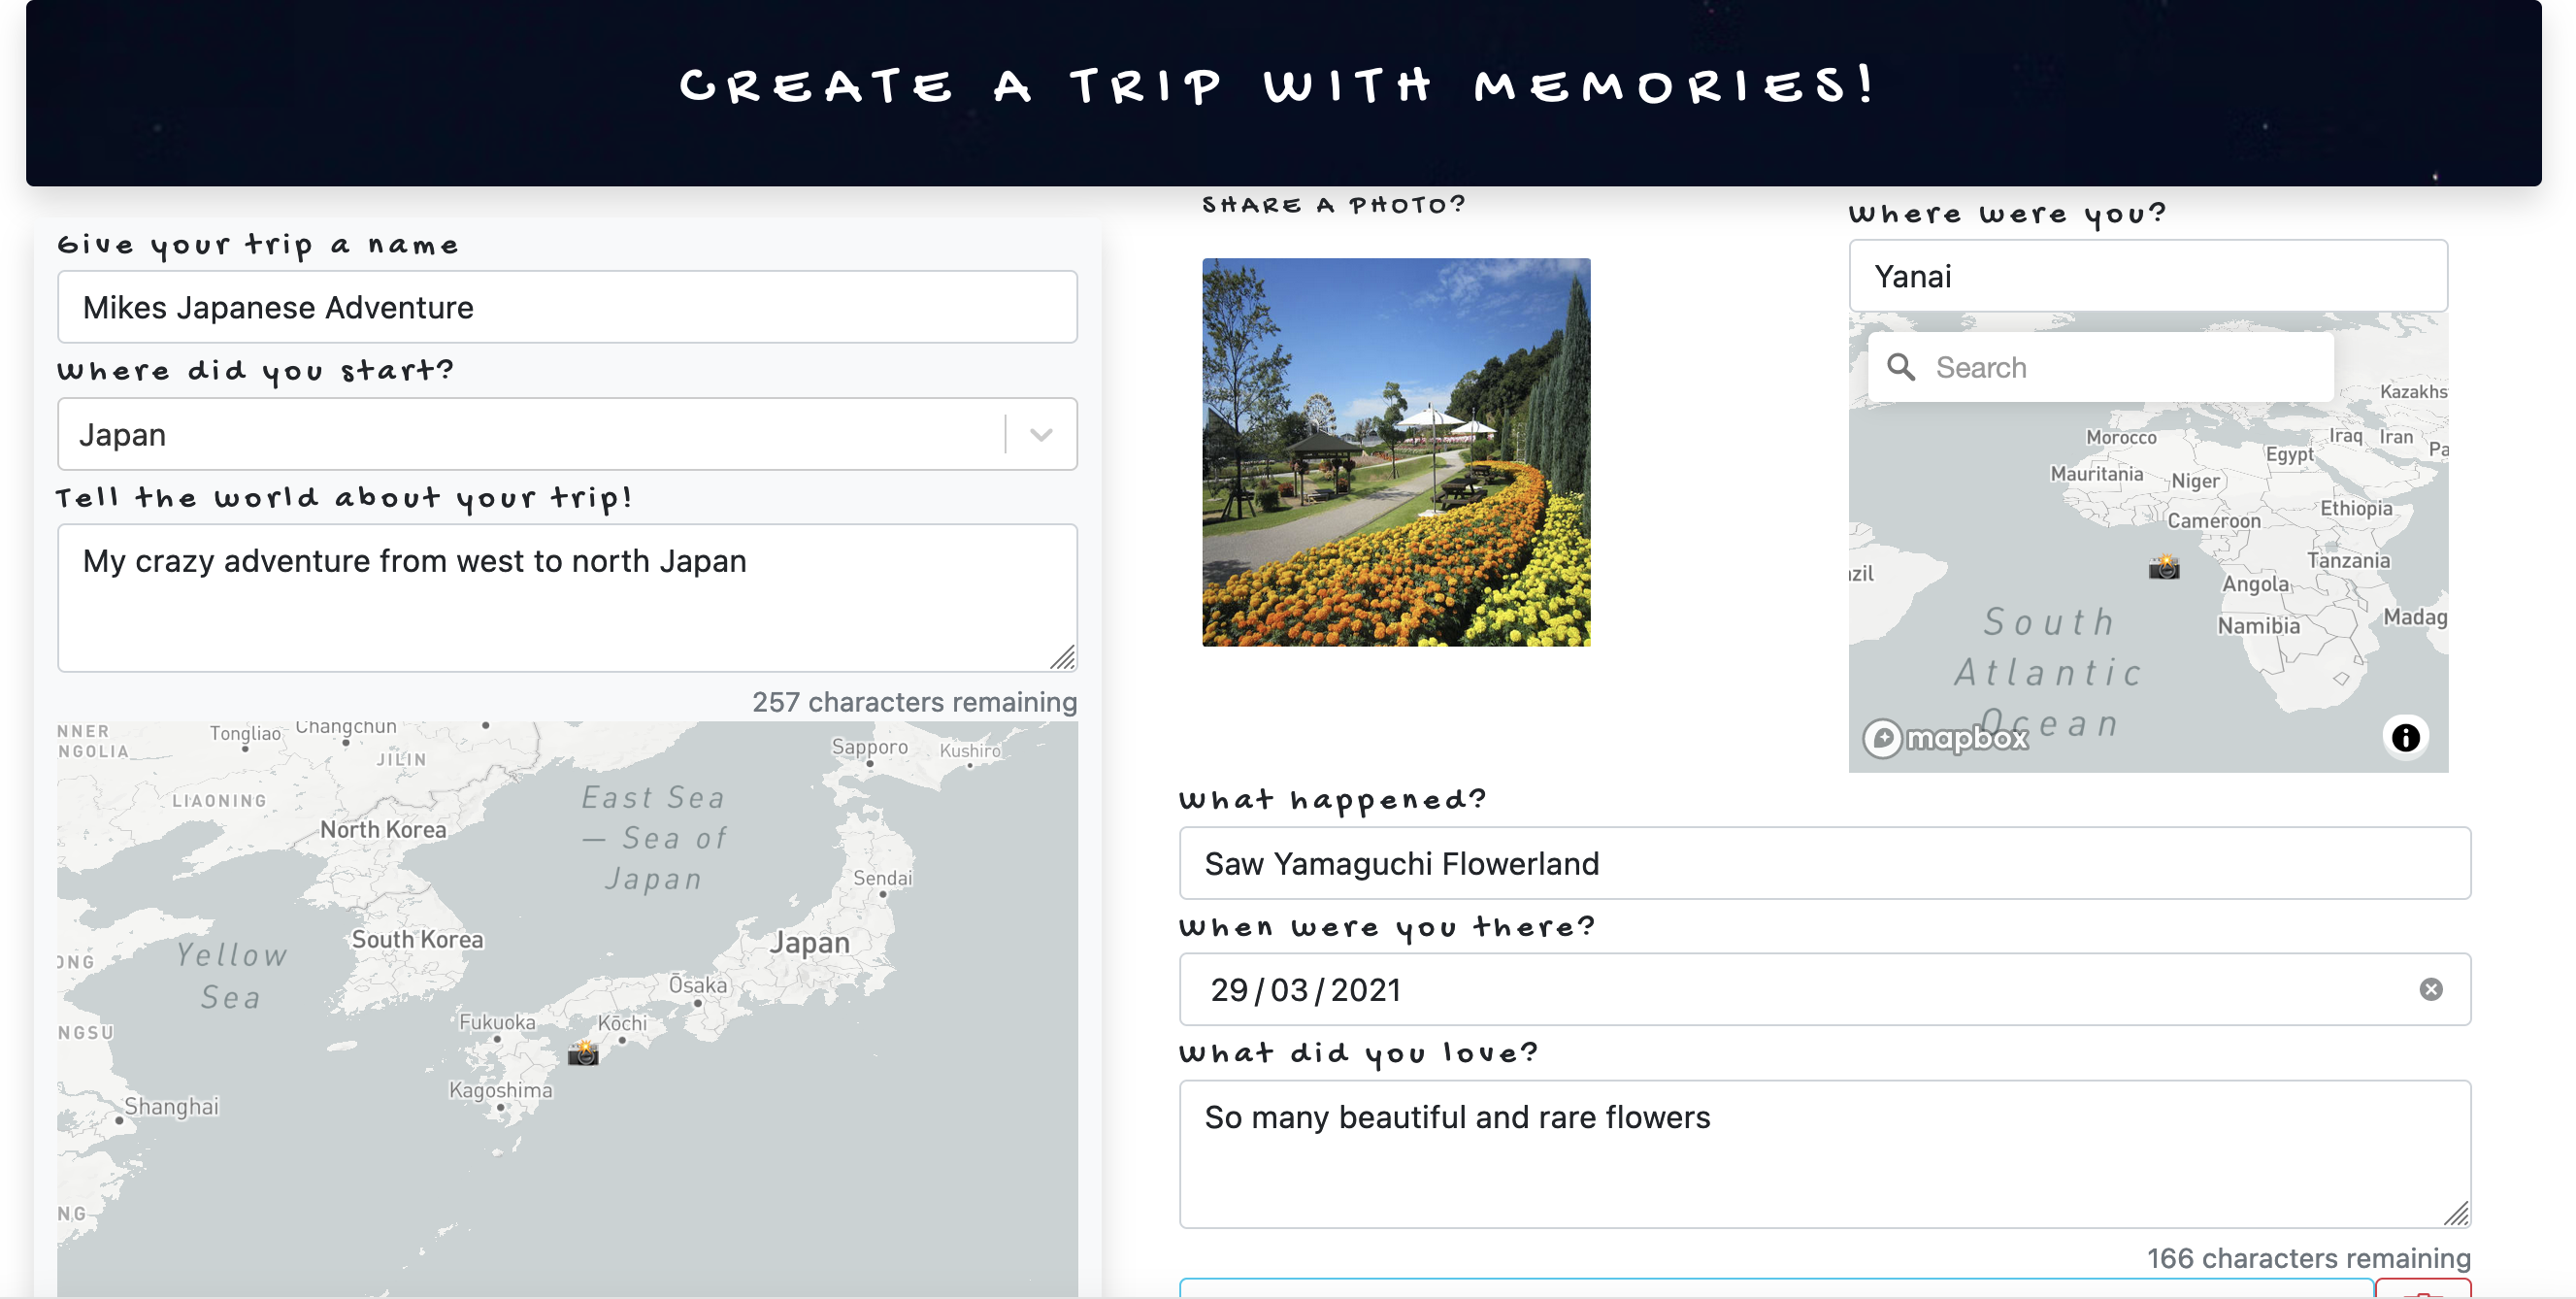 CREATE A TRIP WITH MEMORIES!
Give your trip a name
Mikes Japanese Adventure
Where did you start?
Japan
Tell the world about your trip!
My crazy adventure from west to north Japan
257 characters remaining
NNER
NGOLIA
Tongliao
Changchun
JILIN
LIAONING
North Korea
Sapporo
Kushiro
East Sea
— Sea of
Japan
Sendai
Japan
South Korea
Yellow
Sea
ONG
Ōsaka
NGSU
Fukuoka
Kōchi
Kagoshima
Shanghai
NG
SHARE A PHOTO?
Where were you?
Yanai
Search
Kazakhs
Morocco
Iraq
Iran
Pa
Egypt
Mauritania
Niger
Ethiopia
Cameroon
Tanzania
zil
Angola
Madag
Namibia
South
Atlantic
Ocean
mapbox
What happened?
Saw Yamaguchi Flowerland
When were you there?
29/03/2021
What did you love?
So many beautiful and rare flowers
166 characters remaining